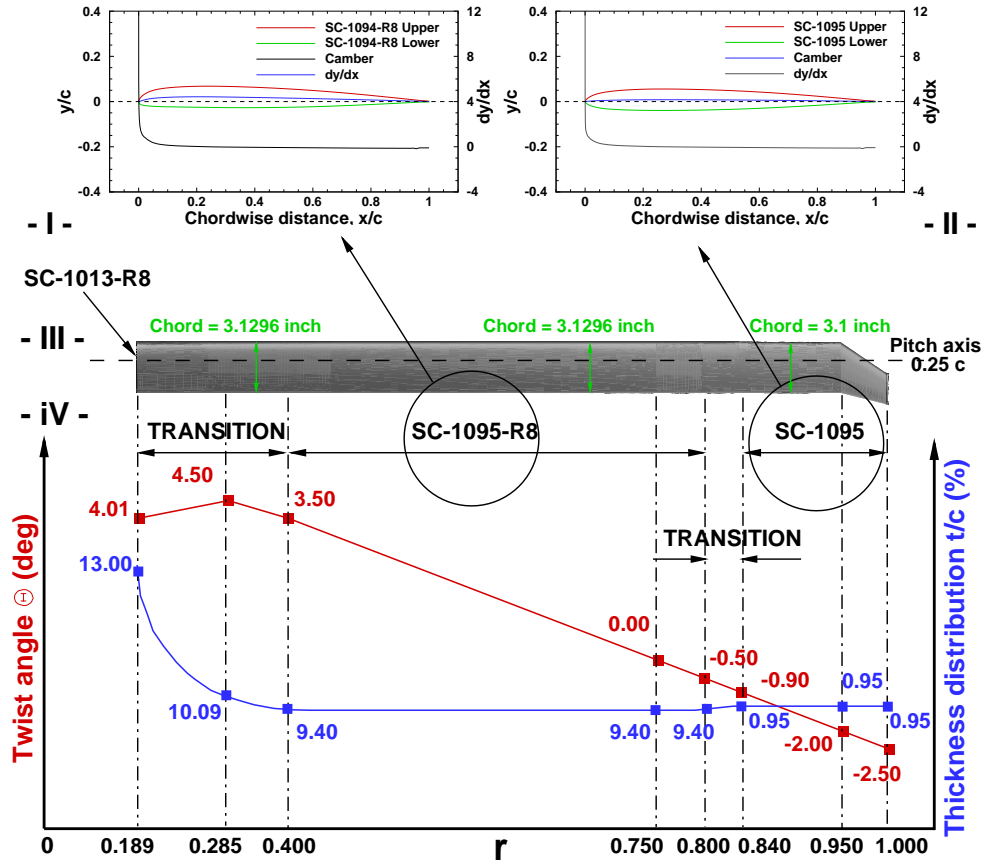 0.4
0.2
0
-0.2
-0.4
y/c
12
8
4
0
-4
dy/dx
SC-1094-R8 Upper
SC-1094-R8 Lower
Camber
dy/dx
0 0.2 0.4 0.6 0.8 1
Chordwise distance, x/c
0.4
0.2
0
-0.2
-0.4
y/c
12
8
4
0
-4
dy/dx
SC-1095 Upper
SC-1095 Lower
Camber
dy/dx
0 0.2 0.4 0.6 0.8 1
Chordwise distance, x/c
- I -
- II -
SC-1013-R8
- III -
Chord = 3.1296 inch
Chord = 3.1296 inch
Chord = 3.1 inch
Pitch axis
0.25 c
- iV -
TRANSITION
SC-1095-R8
SC-1095
4.01
4.50
3.50
TRANSITION
13.00
0.00
-0.50
-0.90
0.95
10.09
9.40
9.40
9.40
0.95
-2.00
0.95
-2.50
Twist angle Θ (deg)
Thickness distribution t/c (%)
0 0.189 0.285 0.400 0.750 0.800 0.840 0.950 1.000
r